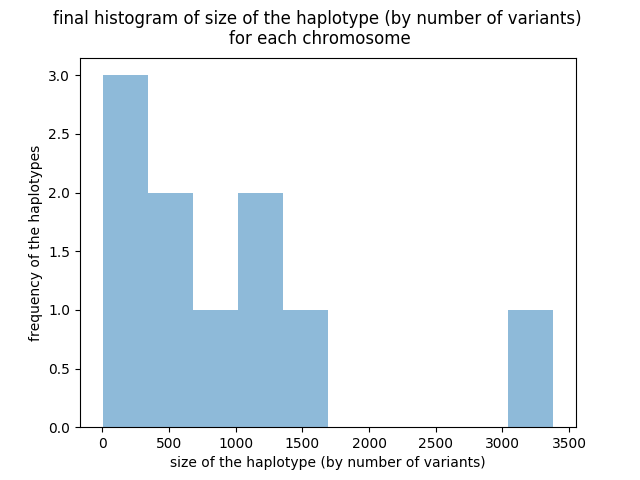 final histogram of size of the haplotype (by number of variants)
for each chromosome
3.0
2.5
2.0
1.5
1.0
0.5
0.0
frequency of the haplotypes
0 500 1000 1500 2000 2500 3000 3500
size of the haplotype (by number of variants)